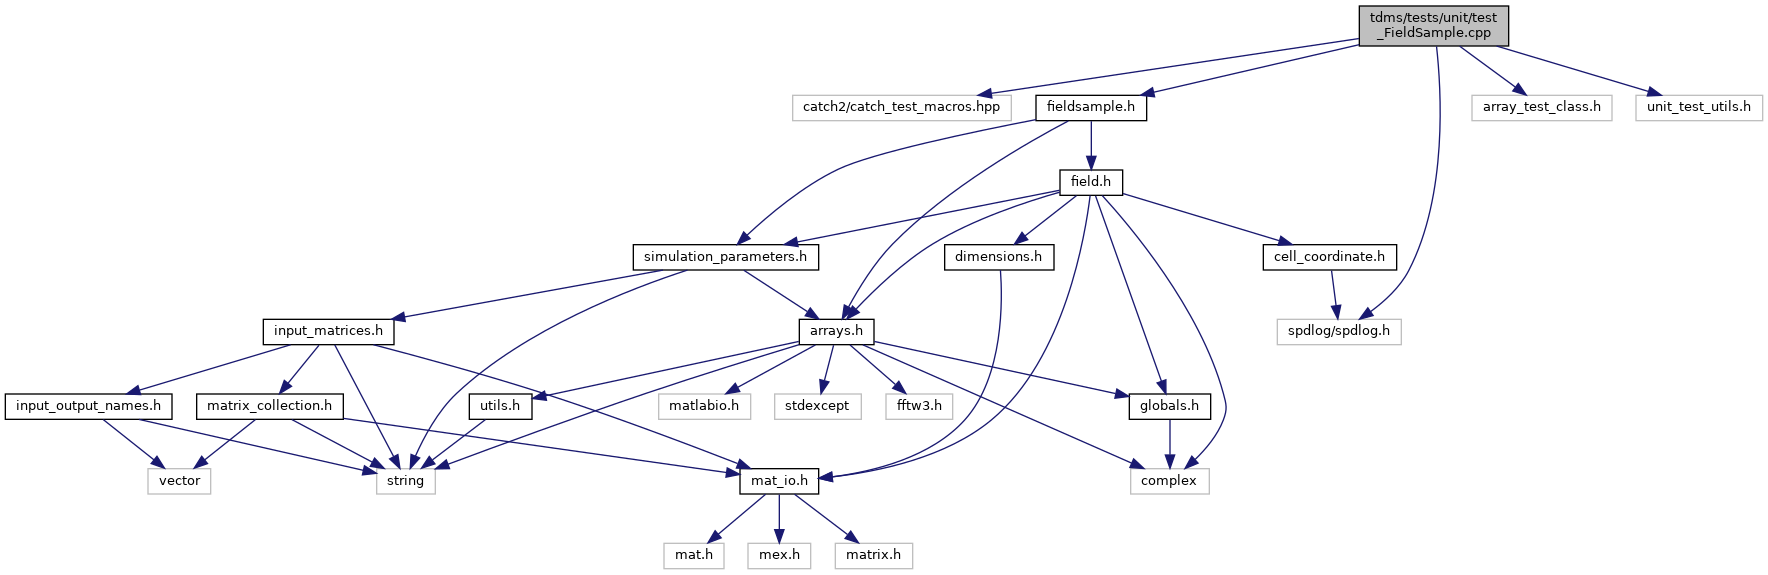 tdms/tests/unit/test
_FieldSample.cpp
catch2/catch_test_macros.hpp
fieldsample.h
array_test_class.h
unit_test_utils.h
field.h
simulation_parameters.h
dimensions.h
cell_coordinate.h
input_matrices.h
arrays.h
spdlog/spdlog.h
input_output_names.h
matrix_collection.h
utils.h
matlabio.h
stdexcept
fftw3.h
globals.h
vector
string
mat_io.h
complex
mat.h
mex.h
matrix.h